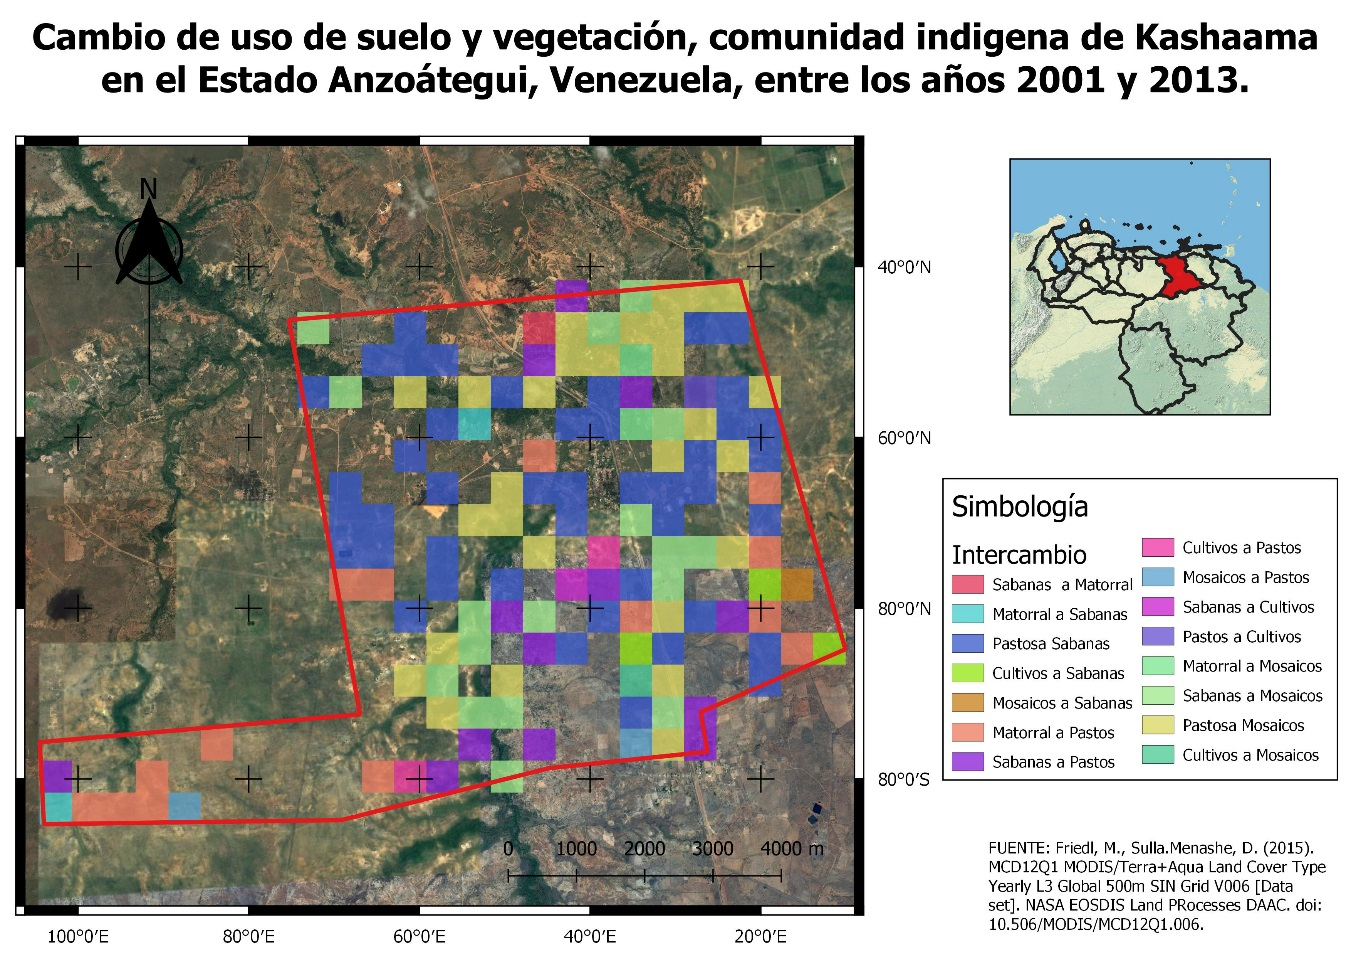 Cambio de uso de suelo y vegetación, comunidad indigena de Kashaama
en el Estado Anzoátegui, Venezuela, entre los años 2001 y 2013.
N
40°0'N
60°0'N
80°0'N
80°0'S
0 1000 2000 3000 4000 m
100°0'E 80°0'E 60°0'E 40°0'E 20°0'E
Simbología
Intercambio
Sabanas a Matorral
Matorral a Sabanas
Pastosa Sabanas
Cultivos a Sabanas
Mosaicos a Sabanas
Matorral a Pastos
Sabanas a Pastos
Cultivos a Pastos
Mosaicos a Pastos
Sabanas a Cultivos
Pastos a Cultivos
Matorral a Mosaicos
Sabanas a Mosaicos
Pastosa Mosaicos
Cultivos a Mosaicos
FUENTE: Friedl, M., Sulla.Menashe, D. (2015).
MCD12Q1 MODIS/Terra+Aqua Land Cover Type
Yearly L3 Global 500m SIN Grid V006 [Data
set]. NASA EOSDIS Land PRocesses DAAC. doi:
10.506/MODIS/MCD12Q1.006.